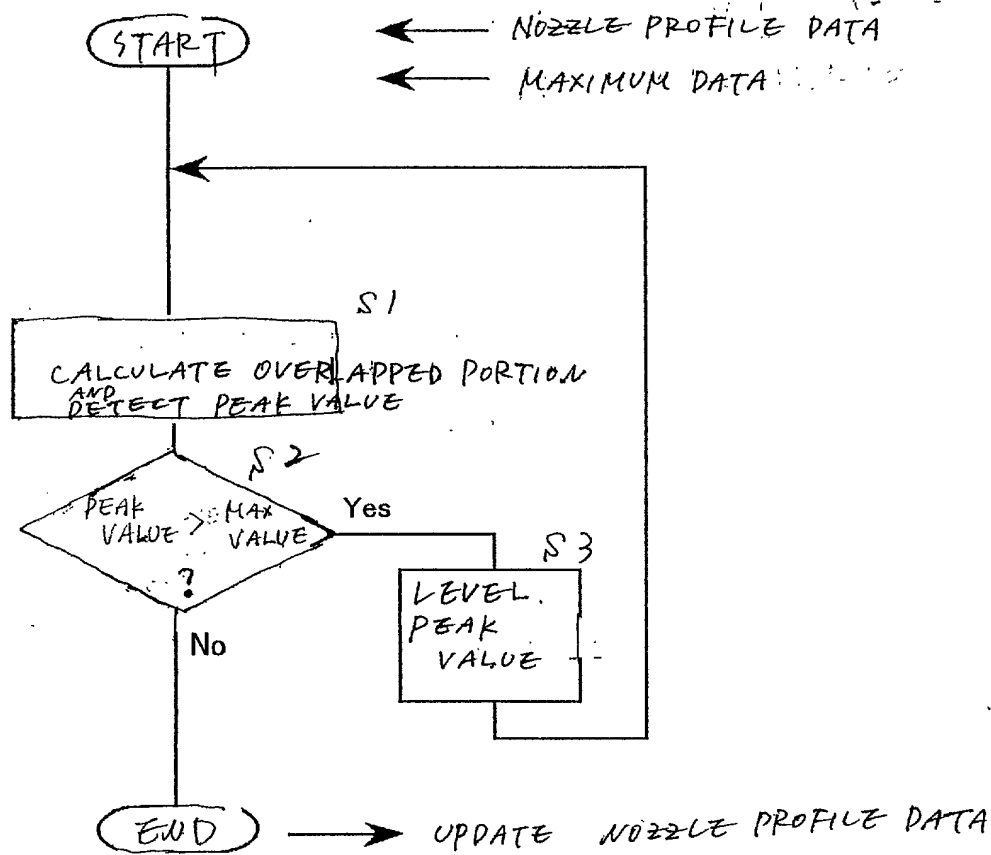 START
NOZZLE PROFILE DATA
MAXIMUM DATA
S1
CALCULATE OVERLAPPED PORTION
AND
DETECT PEAK VALUE
S2
PEAK
VALUE > MAX
VALUE
?
Yes
No
S3
LEVEL.
PEAK
VALUE
END
UPDATE NOZZLE PROFILE DATA